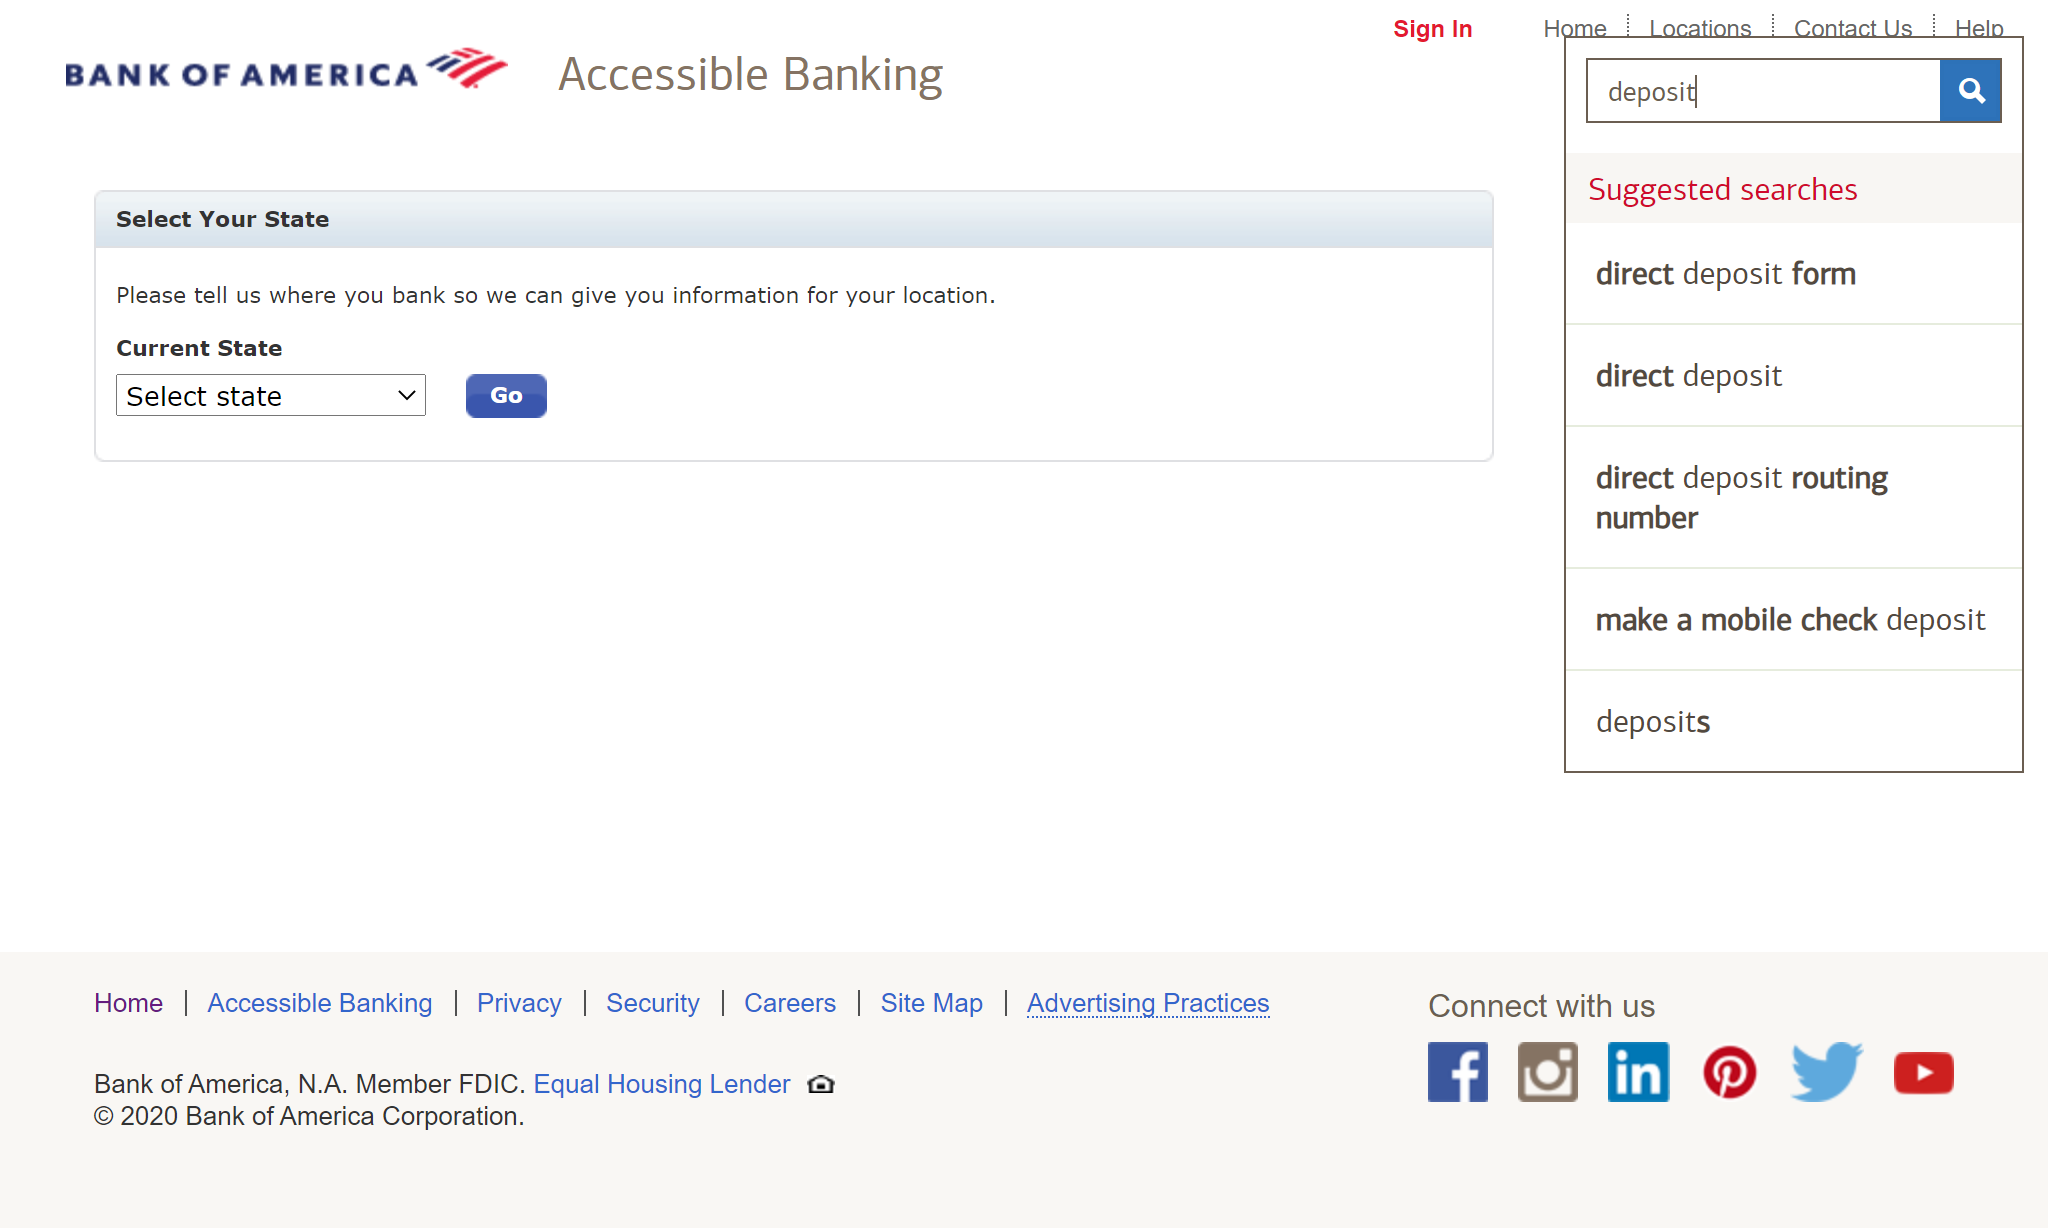 Sign In
Home
Locations
Contact Us
Help
BANK OF AMERICA
Accessible Banking
deposit
Suggested searches
direct deposit form
direct deposit
direct deposit routing
number
make a mobile check deposit
deposits
Select Your State
Please tell us where you bank so we can give you information for your location.
Current State
Select state
Go
Home
Accessible Banking
Privacy
Security
Careers
Site Map
Advertising Practices
Bank of America, N.A. Member FDIC. Equal Housing Lender
© 2020 Bank of America Corporation.
Connect with us